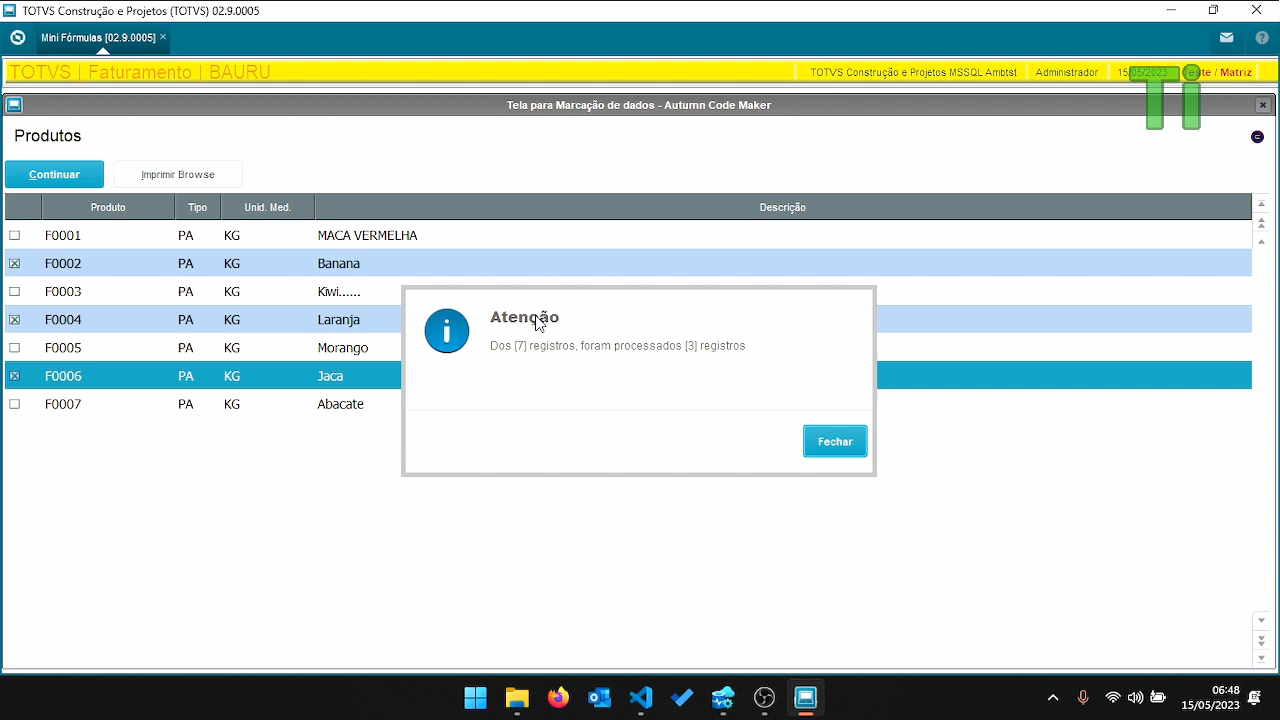 TOTVS Construção e Projetos (TOTVS) 02.9.0005
Mini Fórmulas [02.9.0005]
TOTVS | Faturamento | BAURU
TOTVS Construção e Projetos MSSQL Ambtst
Administrador
15/05/2023
Teste / Matriz
Ti
Tela para Marcação de dados - Autumn Code Maker
Produtos
Continuar
Imprimir Browse
Produto Tipo Unid. Med. Descrição
F0001 PA KG MACA VERMELHA
F0002 PA KG Banana
F0003 PA KG Kiwi......
F0004 PA KG Laranja
F0005 PA KG Morango
F0006 PA KG Jaca
F0007 PA KG Abacate
Atenção
Dos [7] registros, foram processados [3] registros
Fechar
06:48
15/05/2023